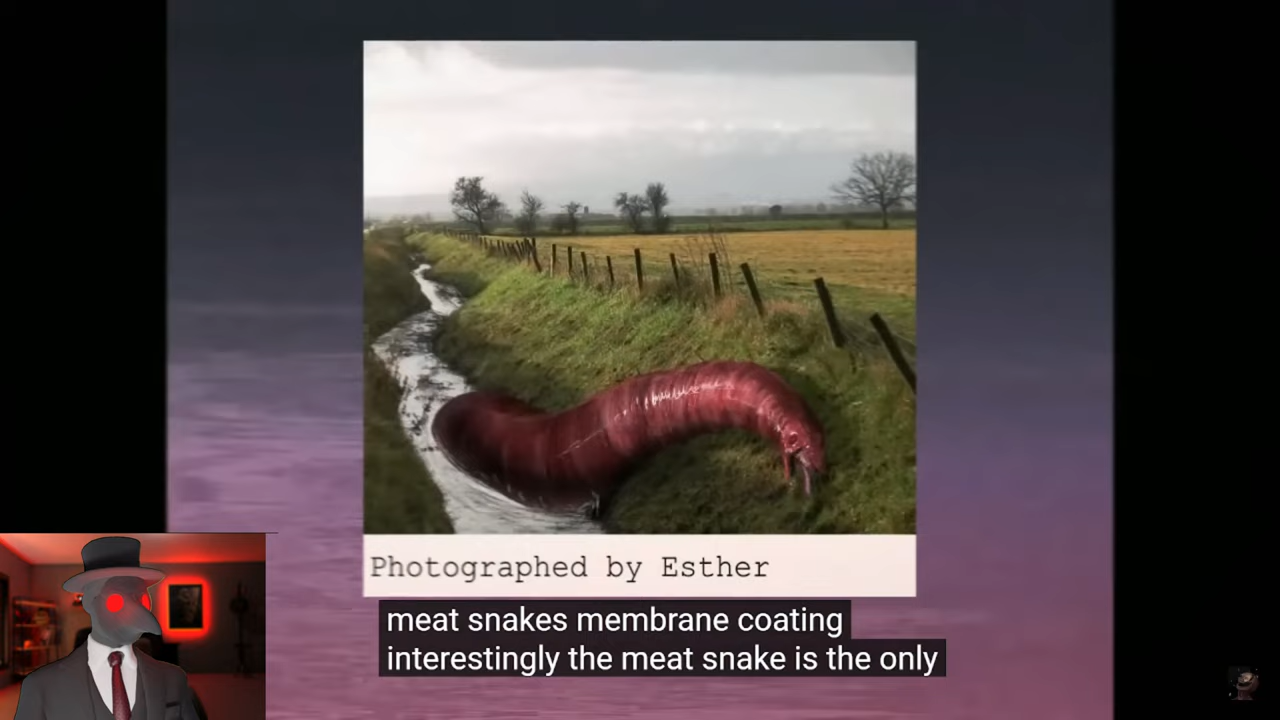 Photographed by Esther
meat snakes membrane coating
interestingly the meat snake is the only